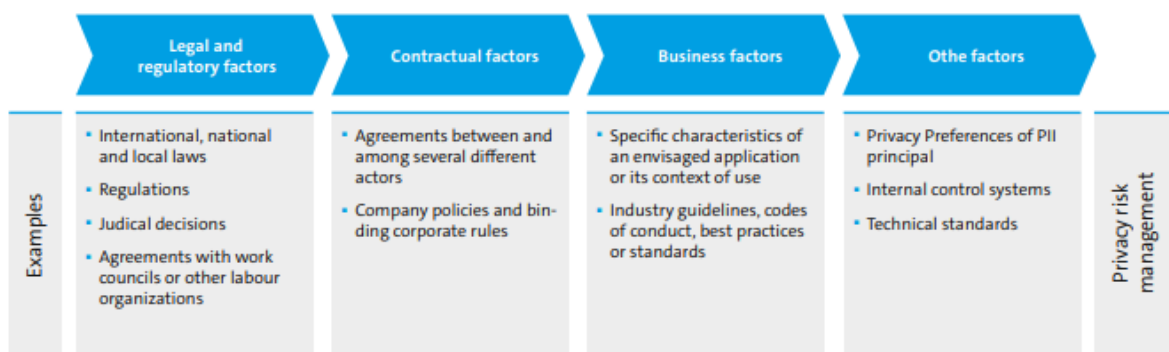 Legal and
regulatory factors
Contractual factors
Business factors
Othe factors
Examples
▪ International, national
and local laws
▪ Regulations
▪ Judical decisions
▪ Agreements with work
councils or other labour
organizations
▪ Agreements between and
among several different
actors
▪ Company policies and bin-
ding corporate rules
▪ Specific characteristics of
an envisaged application
or its context of use
▪ Industry guidelines, codes
of conduct, best practices
or standards
▪ Privacy Preferences of PII
principal
▪ Internal control systems
▪ Technical standards
Privacy risk
management